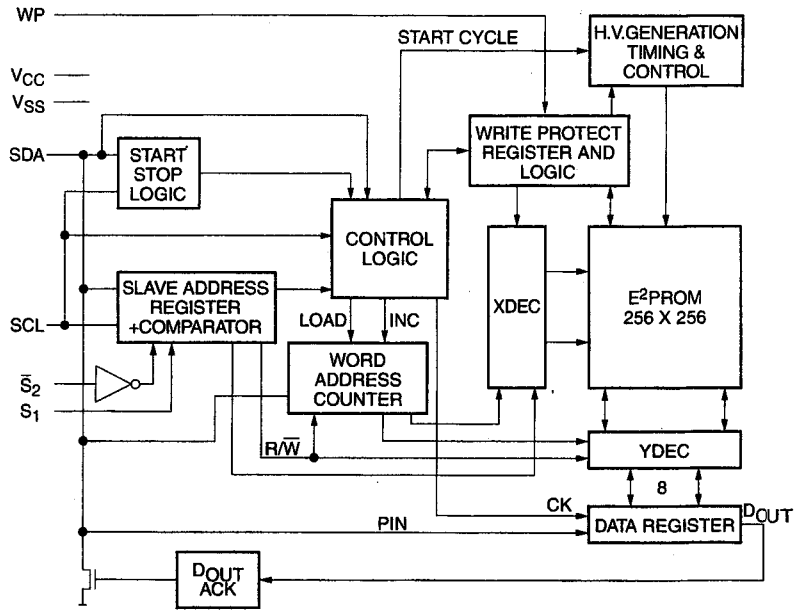 WP
START CYCLE
H.V.GENERATION
TIMING &
CONTROL
VCC
VSS
SDA
START
STOP
LOGIC
WRITE PROTECT
REGISTER AND
LOGIC
CONTROL
LOGIC
SLAVE ADDRESS
REGISTER
+COMPARATOR
SCL
LOAD
INC
XDEC
E²PROM
256 X 256
S̅2
S1
WORD
ADDRESS
COUNTER
R/W̅
YDEC
8
CK
PIN
DATA REGISTER
DOUT
DOUT
ACK